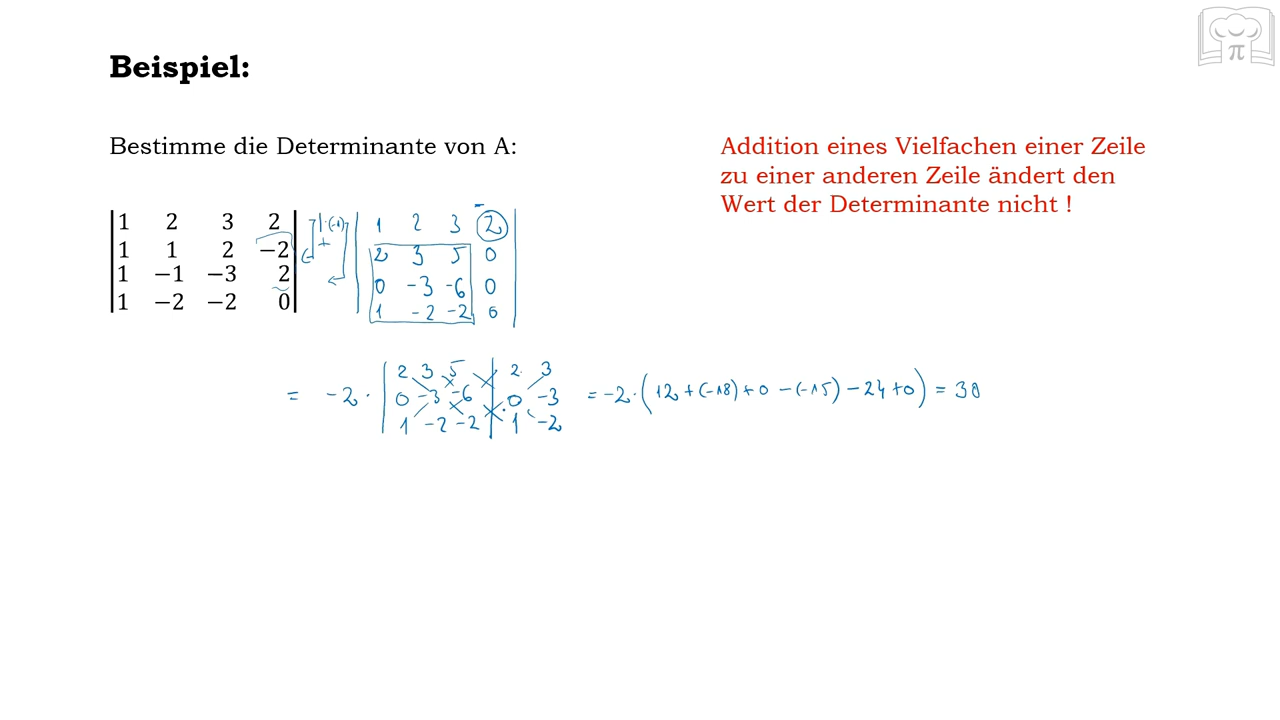 Beispiel:
Bestimme die Determinante von A:
Addition eines Vielfachen einer Zeile
zu einer anderen Zeile ändert den
Wert der Determinante nicht !
|1 2 3 2| |·(-1) | 1 2 3 2 |
|1 1 2 −2| + | 2 3 5 0 |
|1 −1 −3 2| | 0 -3 -6 0 |
|1 −2 −2 0| | 1 -2 -2 0 |
| 2 3 5 | 2 3
= -2 · | 0 -3 -6 | 0 -3 = -2 · (12 + (-18) + 0 - (-15) - 24 + 0) = 30
| 1 -2 -2 | 1 -2
π